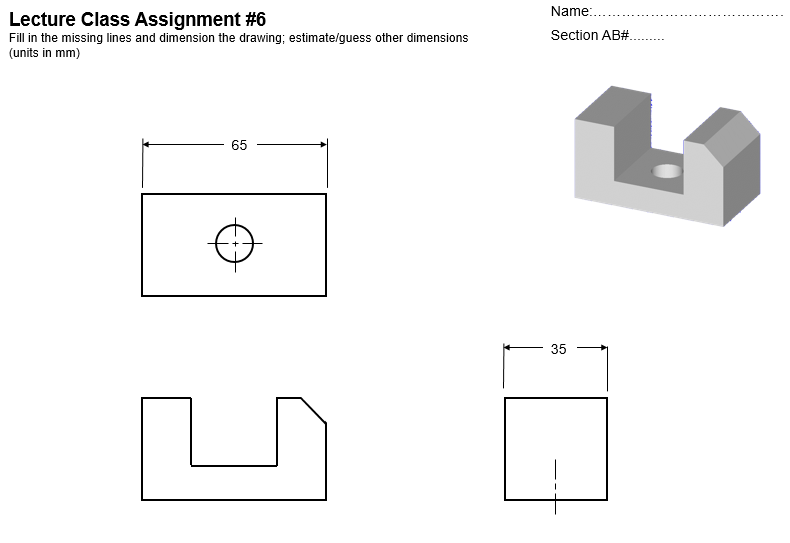 Lecture Class Assignment #6
Name:....................................
Fill in the missing lines and dimension the drawing; estimate/guess other dimensions
(units in mm)
Section AB#.........
65
35